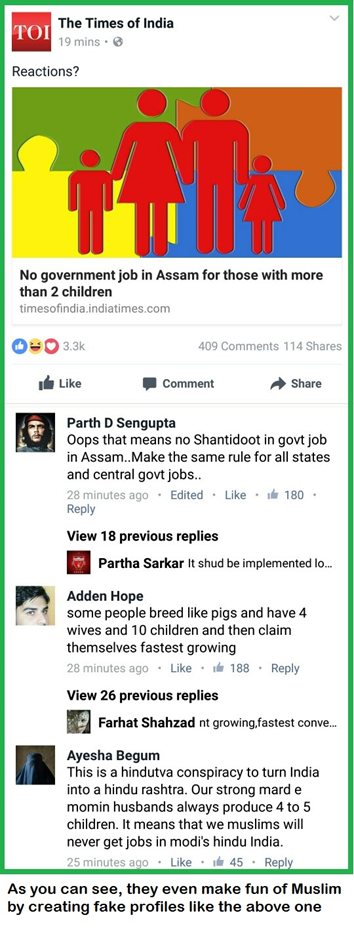 TOI
The Times of India
19 mins •
Reactions?
No government job in Assam for those with more
than 2 children
timesofindia.indiatimes.com
3.3k 409 Comments 114 Shares
Like Comment Share
Parth D Sengupta
Oops that means no Shantidoot in govt job
in Assam..Make the same rule for all states
and central govt jobs..
28 minutes ago • Edited • Like • 180 •
Reply
View 18 previous replies
Partha Sarkar It shud be implemented lo...
Adden Hope
some people breed like pigs and have 4
wives and 10 children and then claim
themselves fastest growing
28 minutes ago • Like • 188 • Reply
View 26 previous replies
Farhat Shahzad nt growing,fastest conve...
Ayesha Begum
This is a hindutva conspiracy to turn India
into a hindu rashtra. Our strong mard e
momin husbands always produce 4 to 5
children. It means that we muslims will
never get jobs in modi's hindu India.
25 minutes ago • Like • 45 • Reply
As you can see, they even make fun of Muslim
by creating fake profiles like the above one